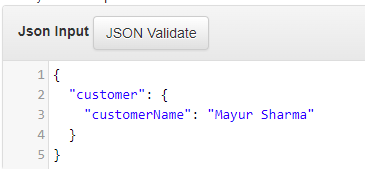 Json Input JSON Validate
1 {
2   "customer": {
3     "customerName": "Mayur Sharma"
4   }
5 }